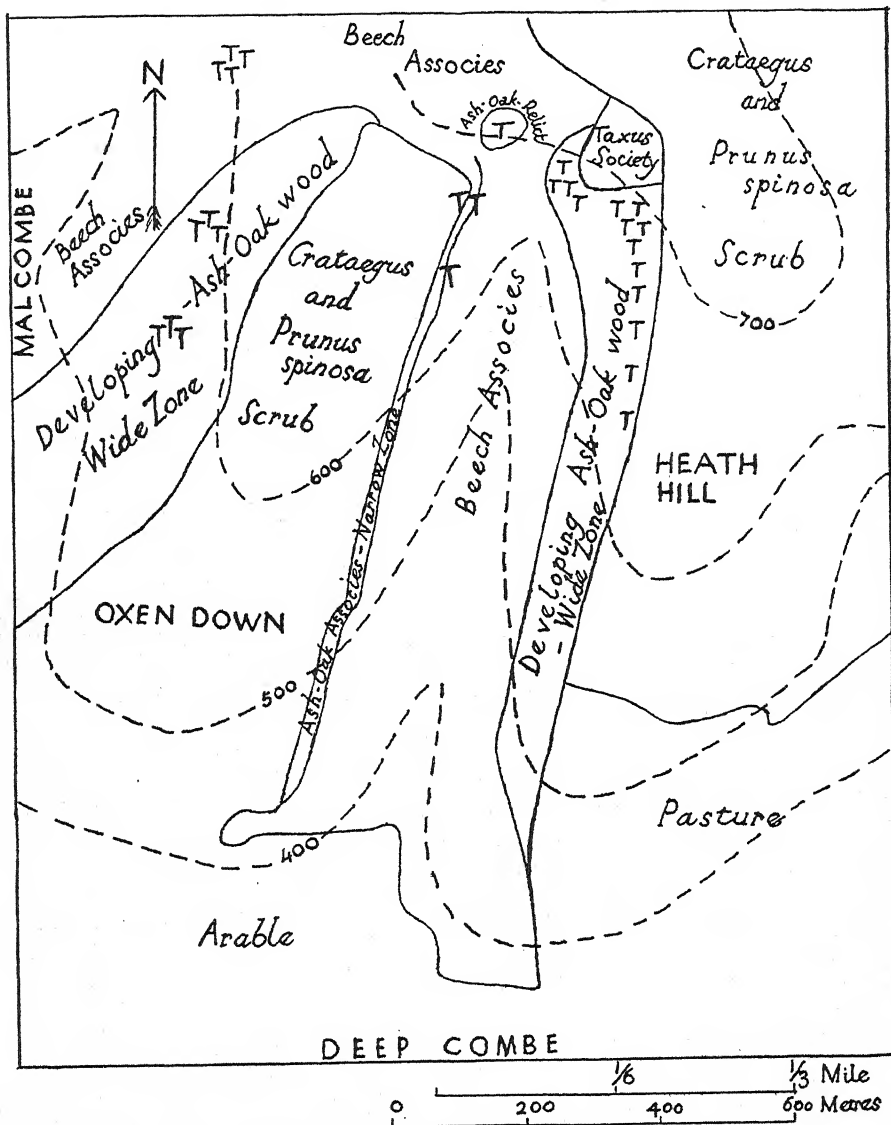 Beech
Associes
Crataegus
and
Prunus
spinosa
Scrub
N
T T
T T
Ash-Oak-Relict
T
Taxus
Society
T
T T T
T
T T
T T
T
T
T
T
T
T
MALCOMBE
Beech
Associes
T T
T T
T T
T T
Developing -Ash-Oak wood
Wide Zone
Crataegus
and
Prunus
spinosa
Scrub
T T
T
700
600
500
400
Beech Associes
Ash-Oak Associes-Narrow Zone
Developing Ash-Oak wood
- Wide Zone
HEATH
HILL
OXEN DOWN
Pasture
Arable
DEEP COMBE
1/6 1/3 Mile
0 200 400 600 Metres